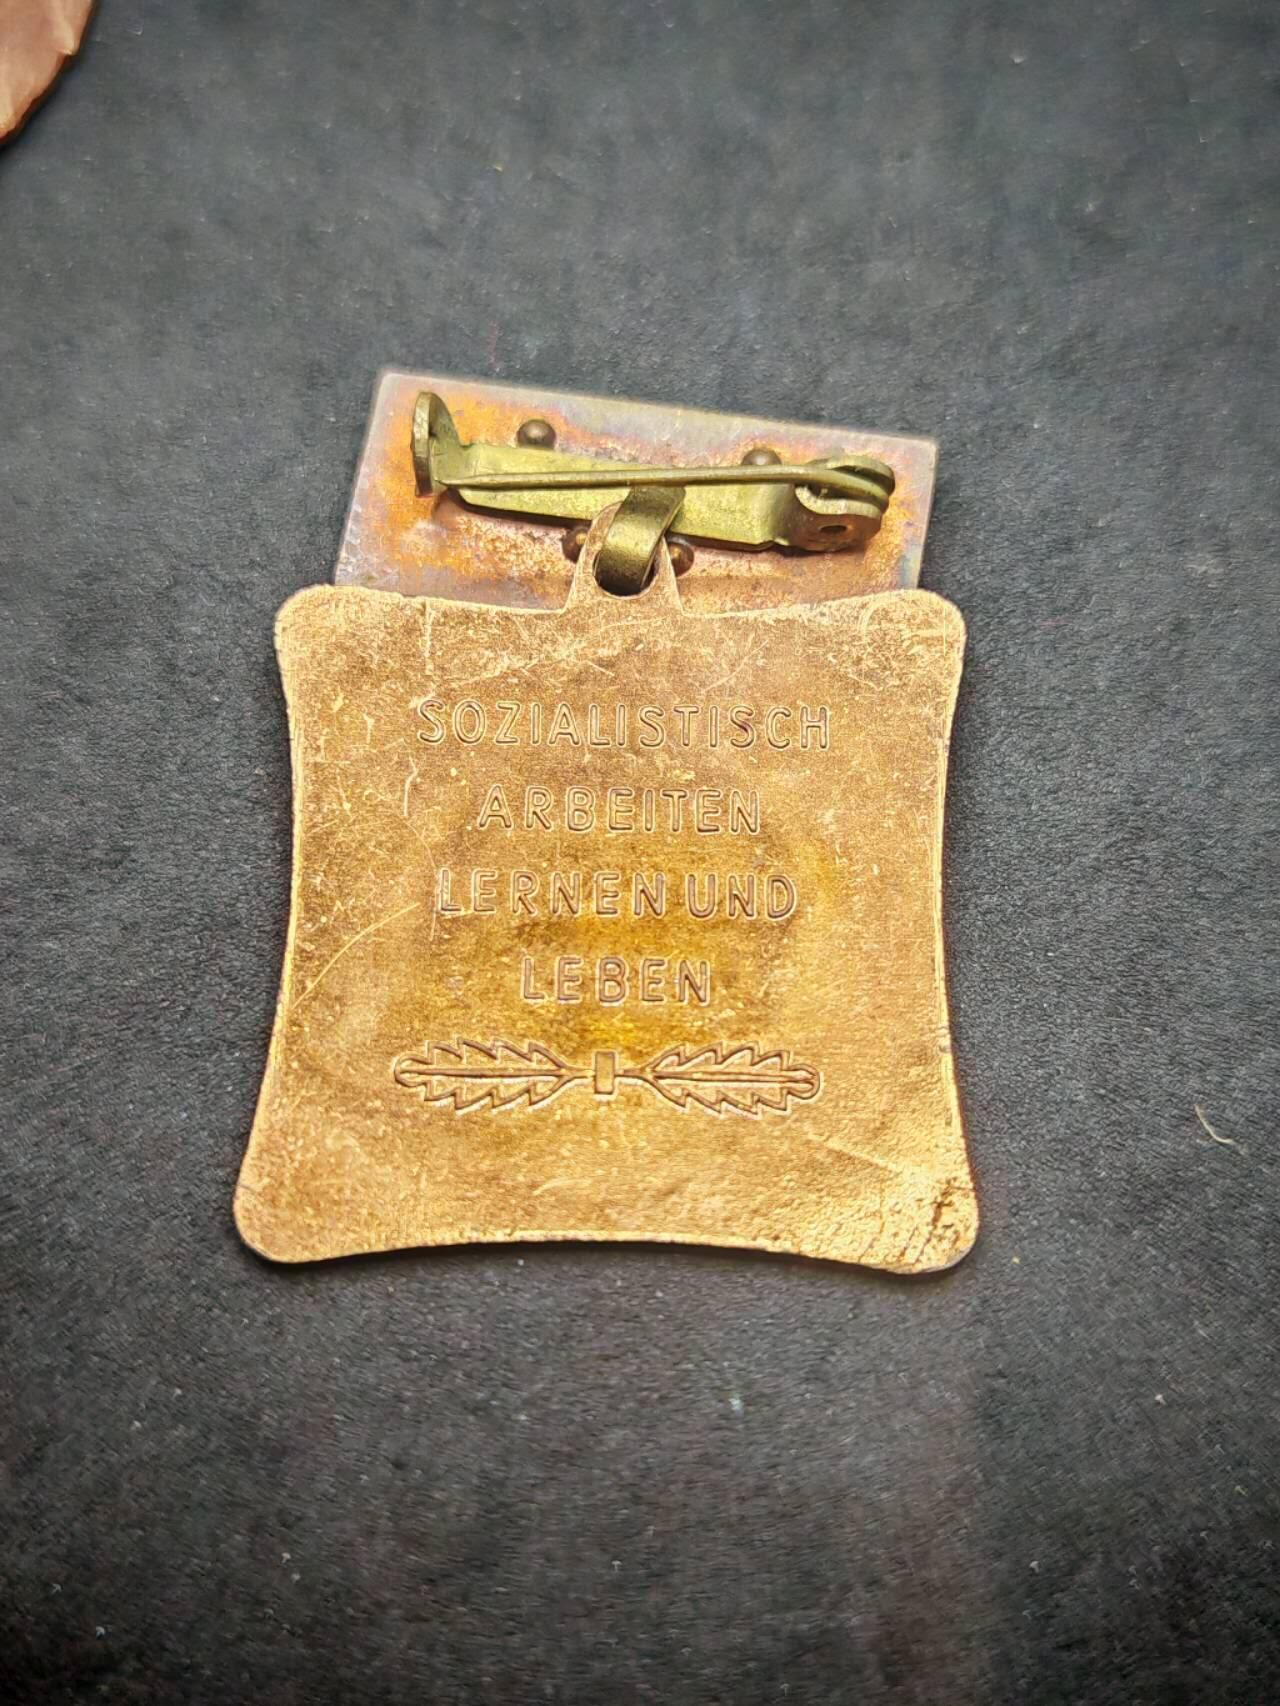 SOZIALISTISCH
ARBEITEN
LERNEN UND
LEBEN